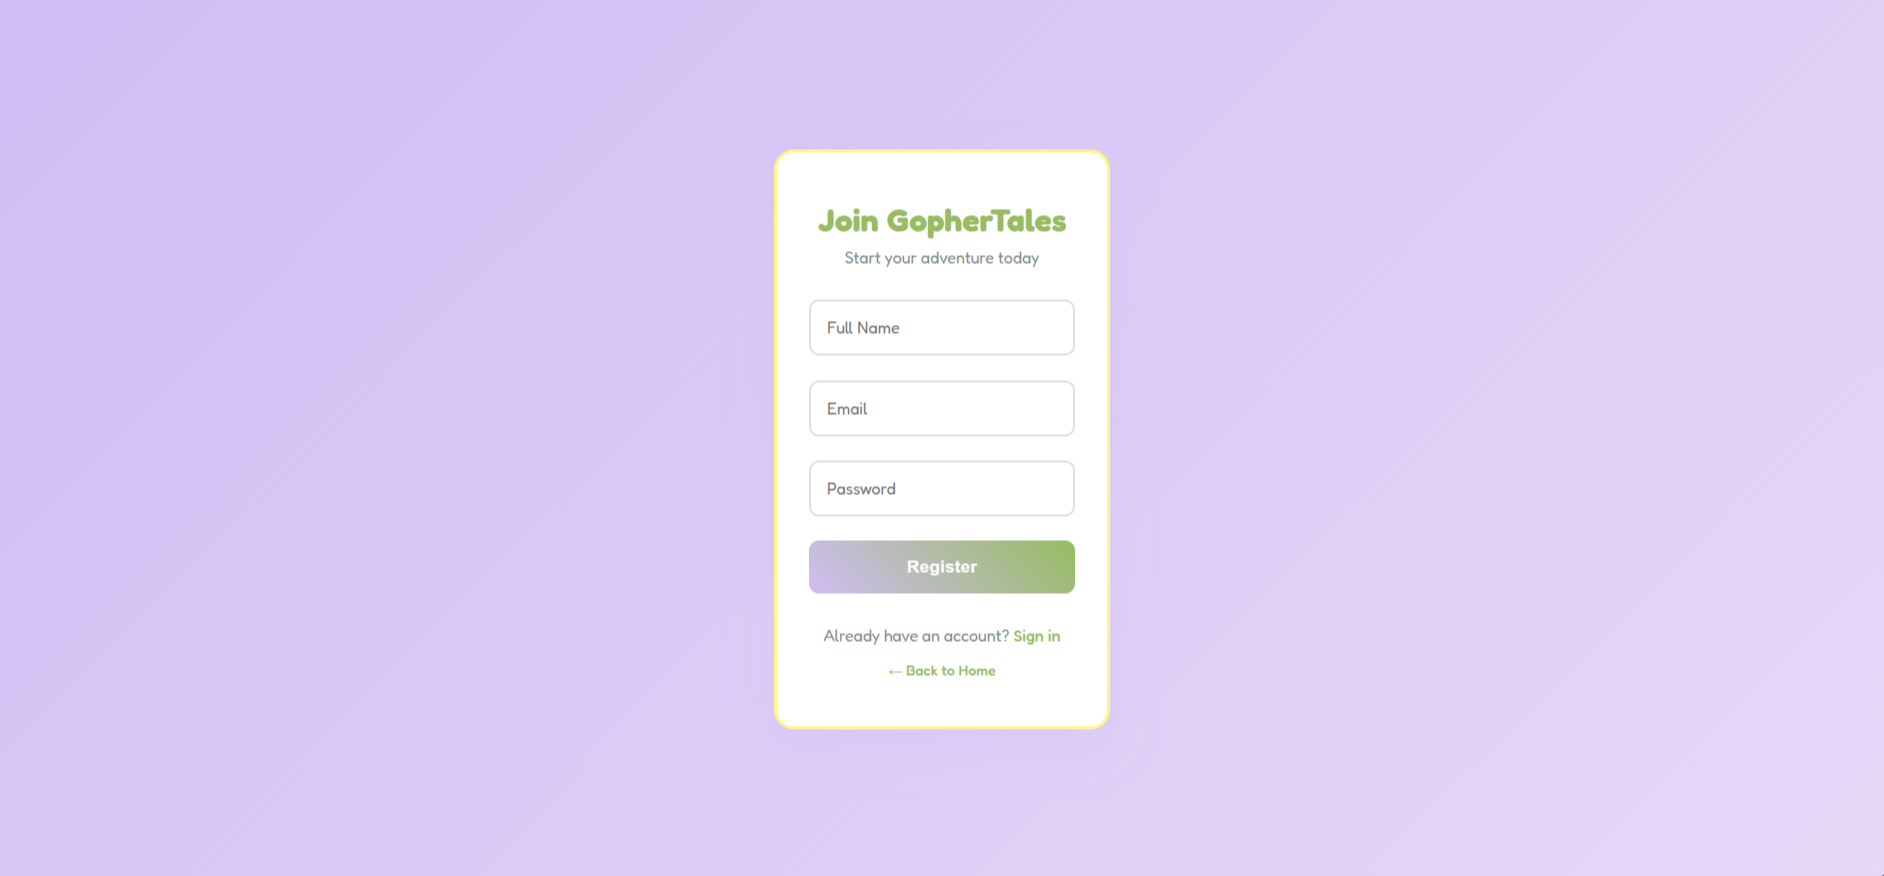 Join GopherTales
Start your adventure today
Full Name
Email
Password
Register
Already have an account? Sign in
← Back to Home